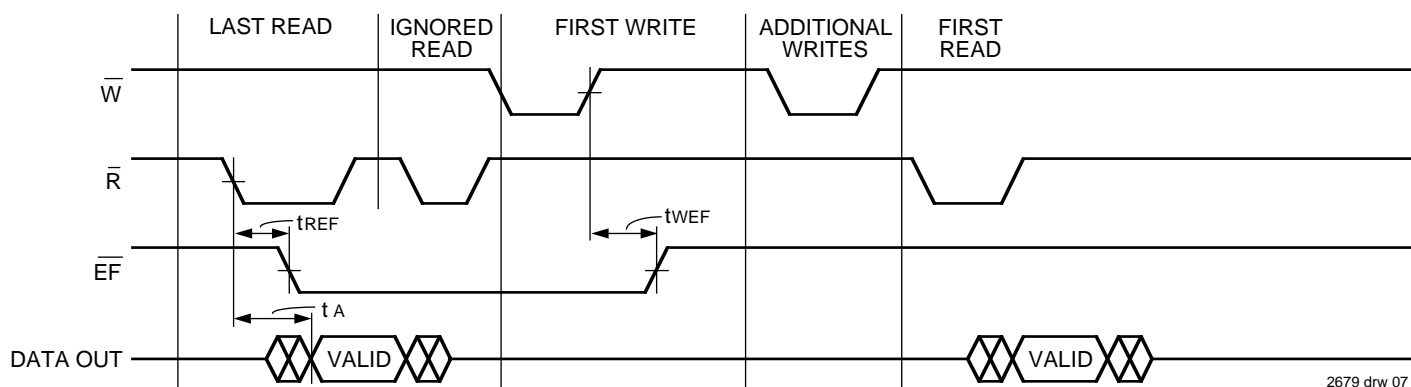 LAST READ
IGNORED
READ
FIRST WRITE
ADDITIONAL
WRITES
FIRST
READ
W̅
R̅
tREF
tWEF
E̅F̅
tA
DATA OUT
VALID
VALID
2679 drw 07